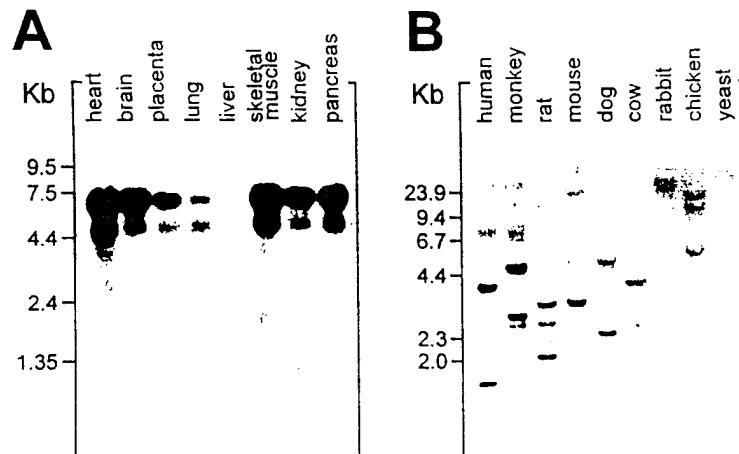 A
Kb
heart
brain
placenta
lung
liver
skeletal
muscle
kidney
pancreas
9.5
7.5
4.4
2.4
1.35
B
Kb
human
monkey
rat
mouse
dog
cow
rabbit
chicken
yeast
23.9
9.4
6.7
4.4
2.3
2.0